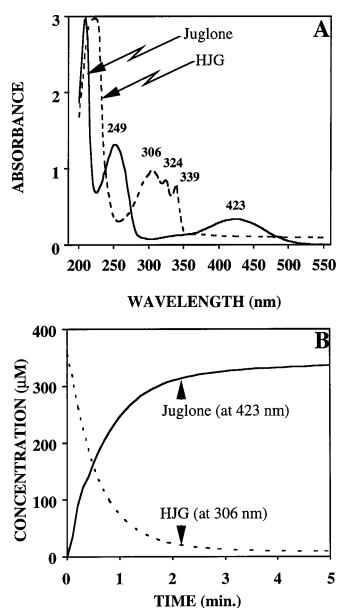 A
Juglone
HJG
3
2
1
0
ABSORBANCE
249
306
324
339
423
200 250 300 350 400 450 500 550
WAVELENGTH (nm)
B
400
300
200
100
0
CONCENTRATION (µM)
Juglone (at 423 nm)
HJG (at 306 nm)
0 1 2 3 4 5
TIME (min.)